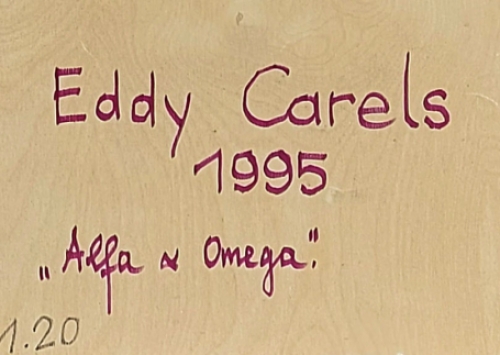 Eddy Carels
1995
„Alfa & Omega".
1.20